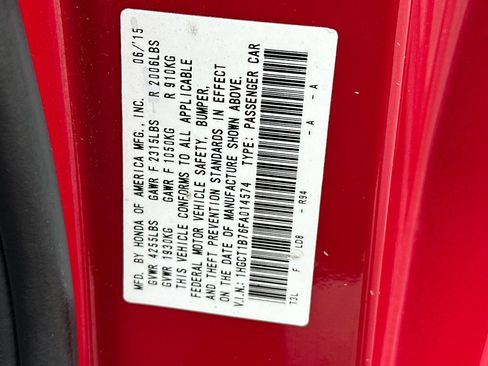 MFD. BY HONDA OF AMERICA MFG., INC. 06/15
GVWR 4255LBS GAWR F 2315LBS R 2006LBS
GVWR 1930KG GAWR F 1050KG R 910KG
THIS VEHICLE CONFORMS TO ALL APPLICABLE
FEDERAL MOTOR VEHICLE SAFETY, BUMPER,
AND THEFT PREVENTION STANDARDS IN EFFECT
ON THE DATE OF MANUFACTURE SHOWN ABOVE.
V.I.N.: 1HGCT1B76FA014574 TYPE: PASSENGER CAR
T3L F LD8 - R94 - A - A